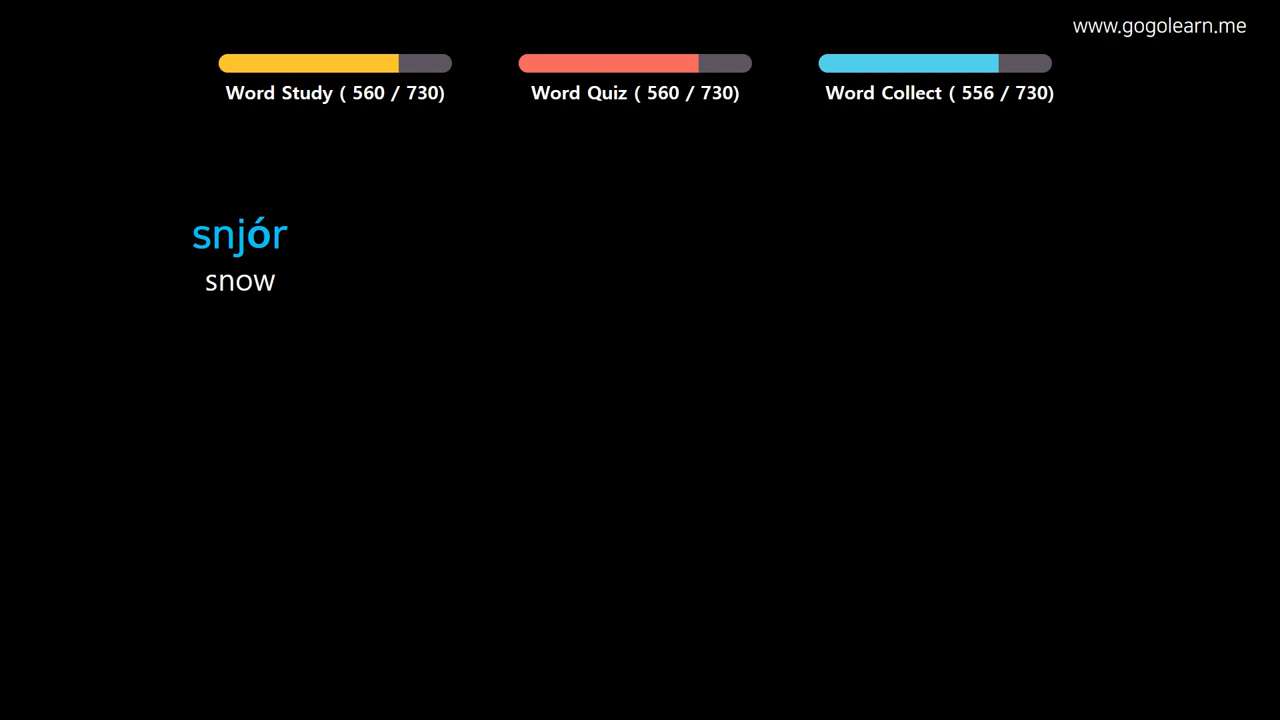 www.gogolearn.me
Word Study ( 560 / 730)
Word Quiz ( 560 / 730)
Word Collect ( 556 / 730)
snjór
snow